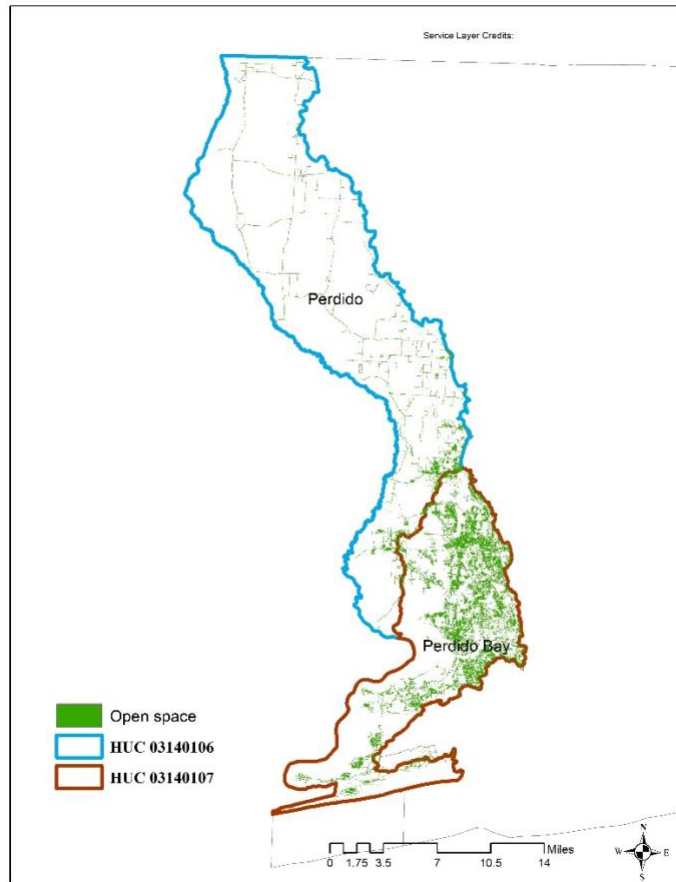 Service Layer Credits:
Perdido
Perdido Bay
Open space
HUC 03140106
HUC 03140107
Miles
0 1.75 3.5 7 10.5 14
N
W E
S